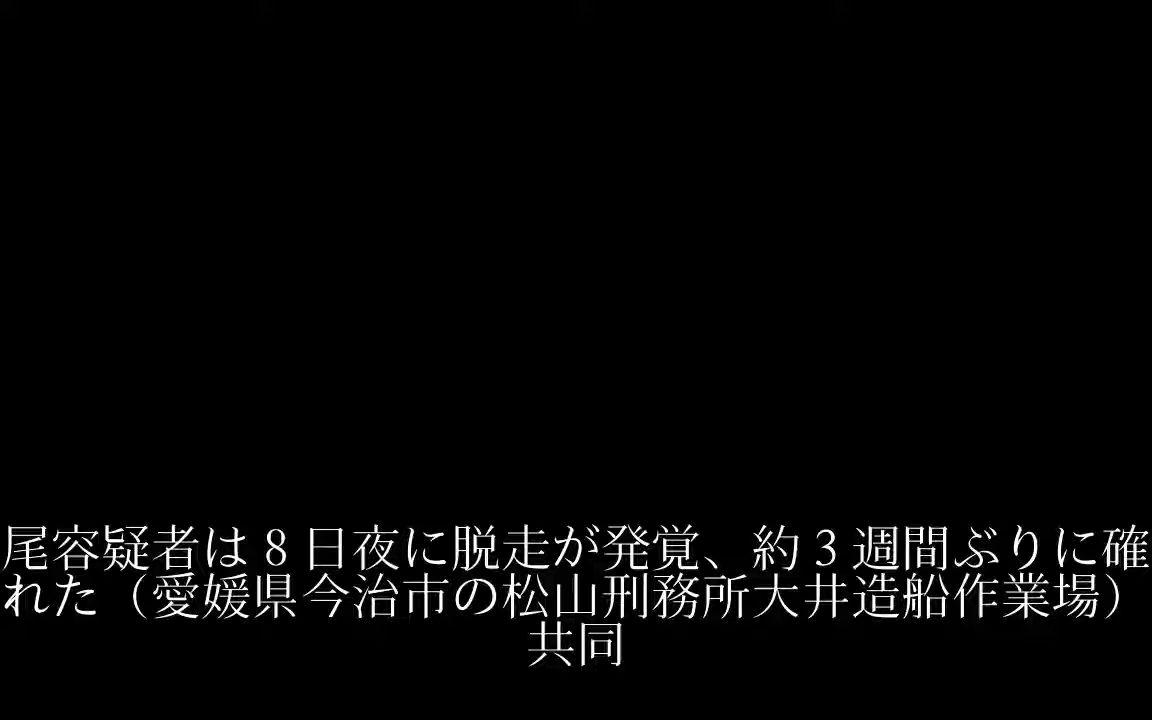 尾容疑者は８日夜に脱走が発覚、約３週間ぶりに確
れた（愛媛県今治市の松山刑務所大井造船作業場）
共同